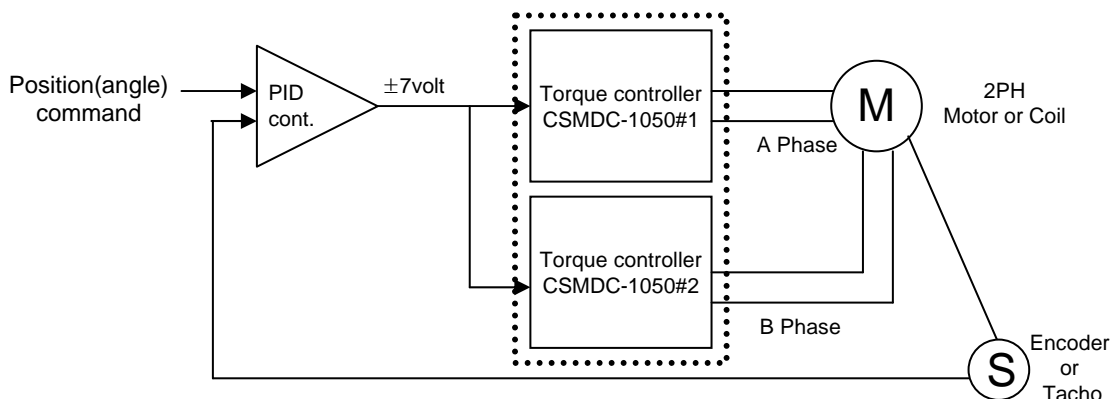 Position(angle)
command
PID
cont.
±7volt
Torque controller
CSMDC-1050#1
A Phase
M
2PH
Motor or Coil
Torque controller
CSMDC-1050#2
B Phase
S
Encoder
or
Tacho